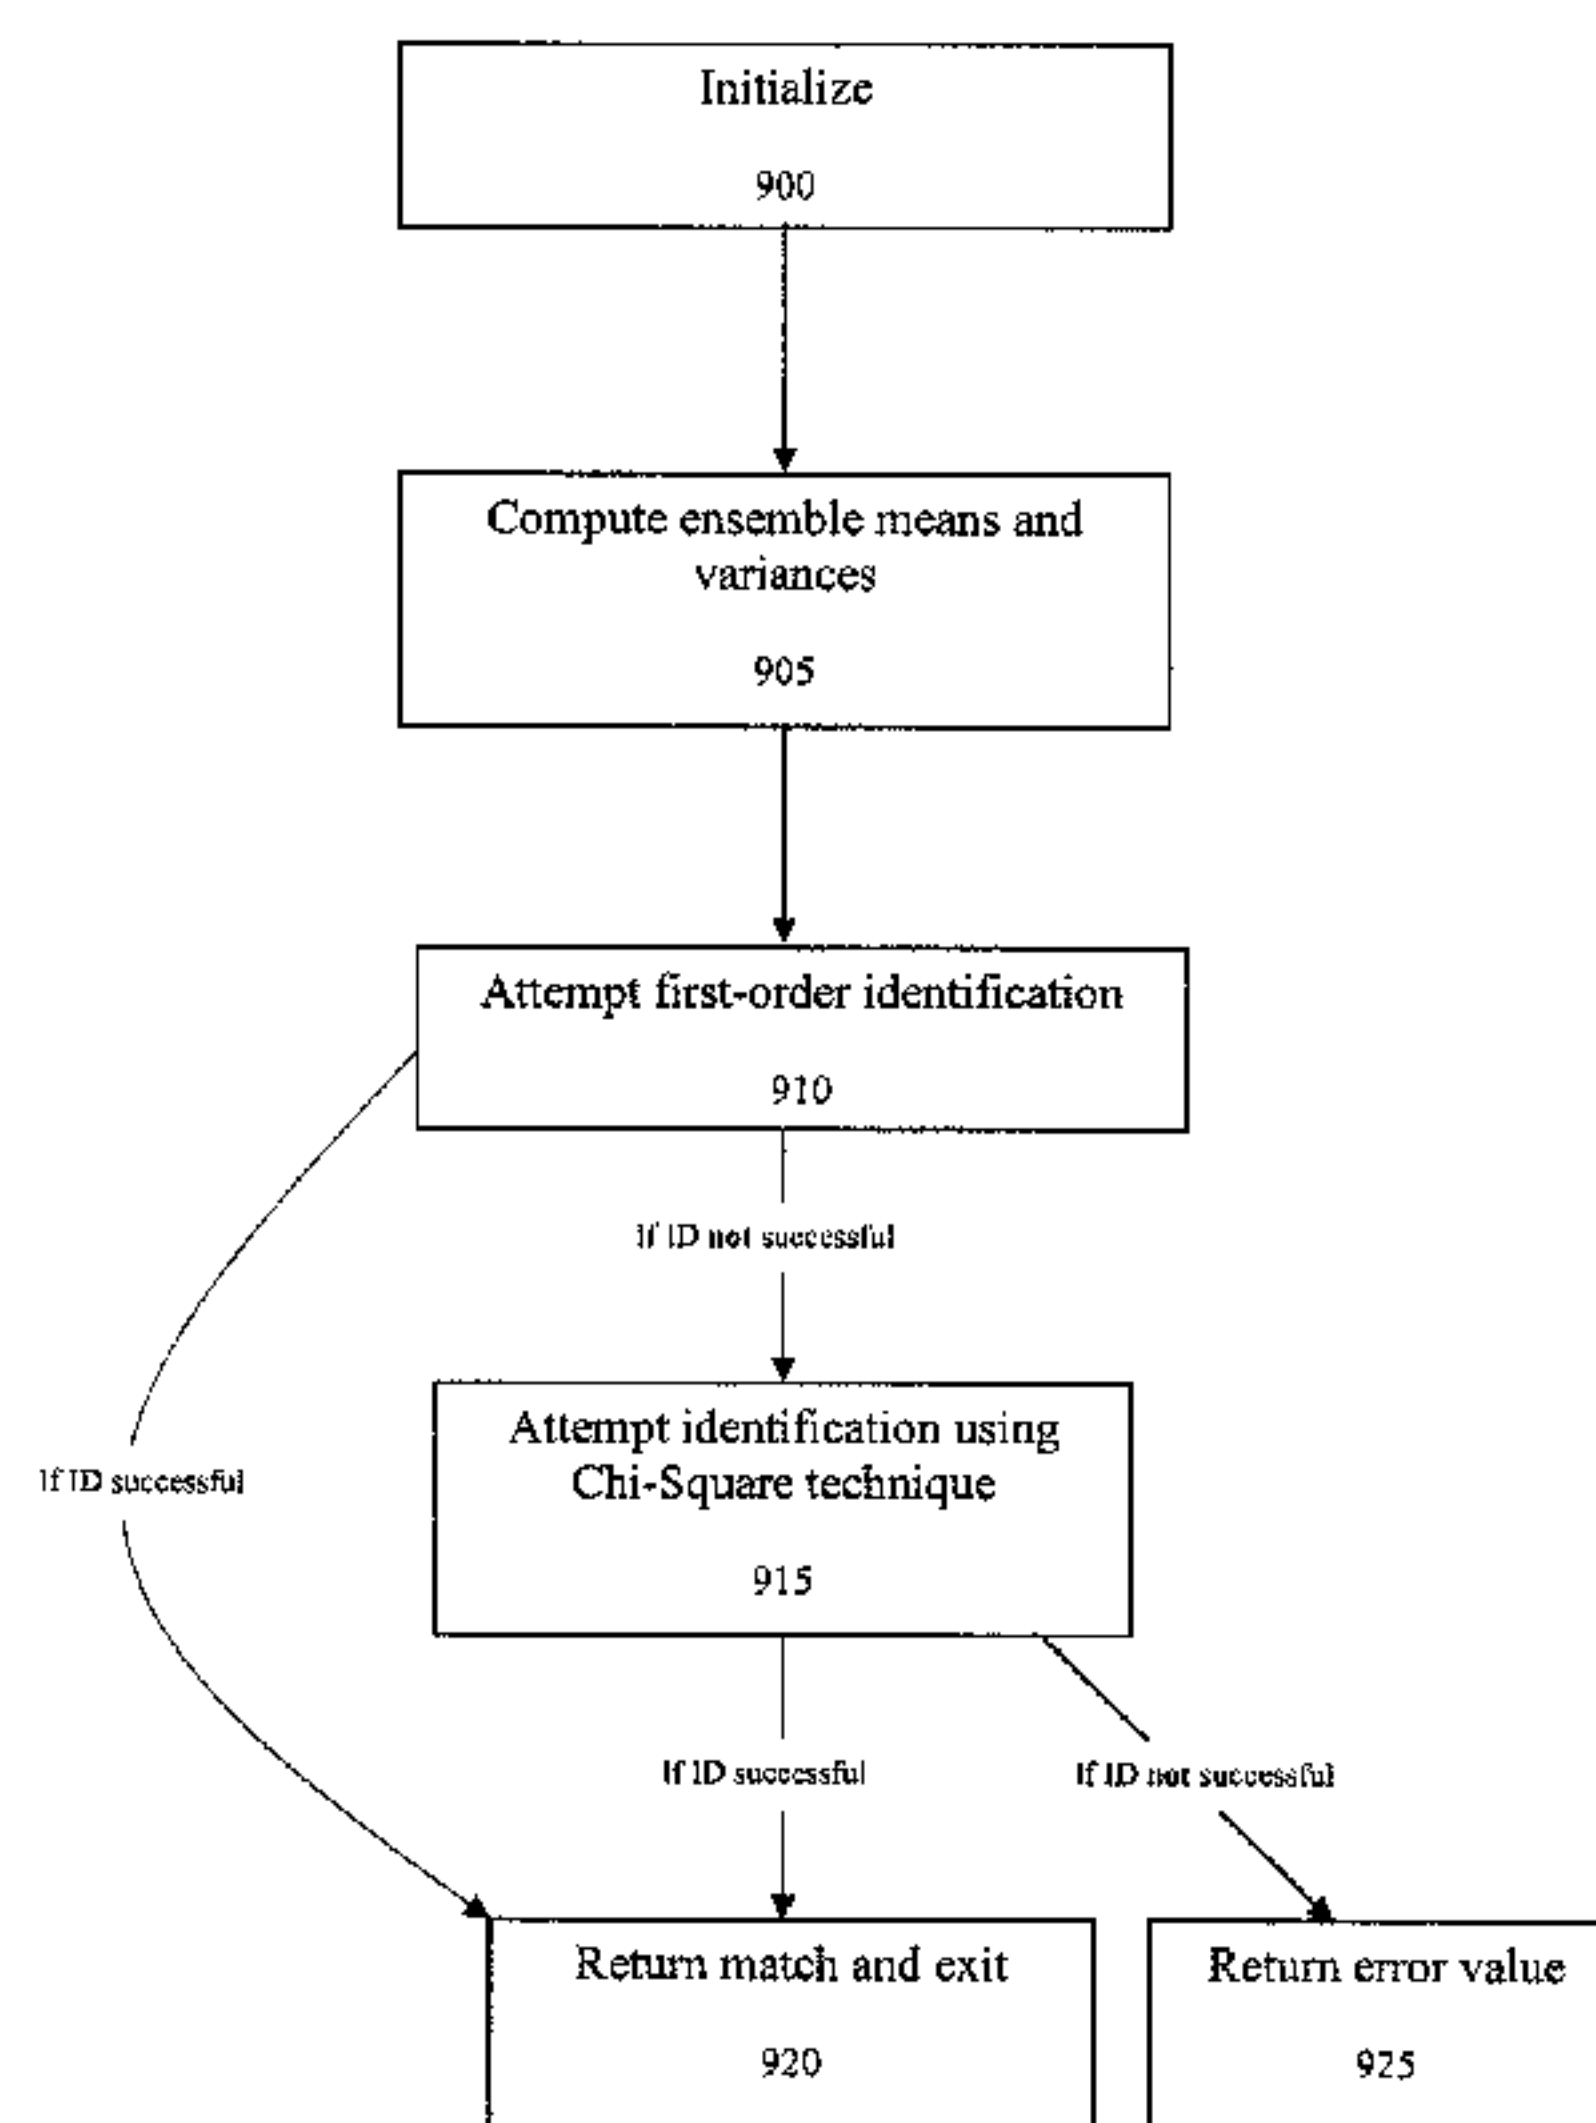 Initialize
900
Compute ensemble means and
variances
905
Attempt first-order identification
910
If ID not successful
Attempt identification using
Chi-Square technique
915
If ID successful
If ID successful
If ID not successful
Return match and exit
920
Return error value
925